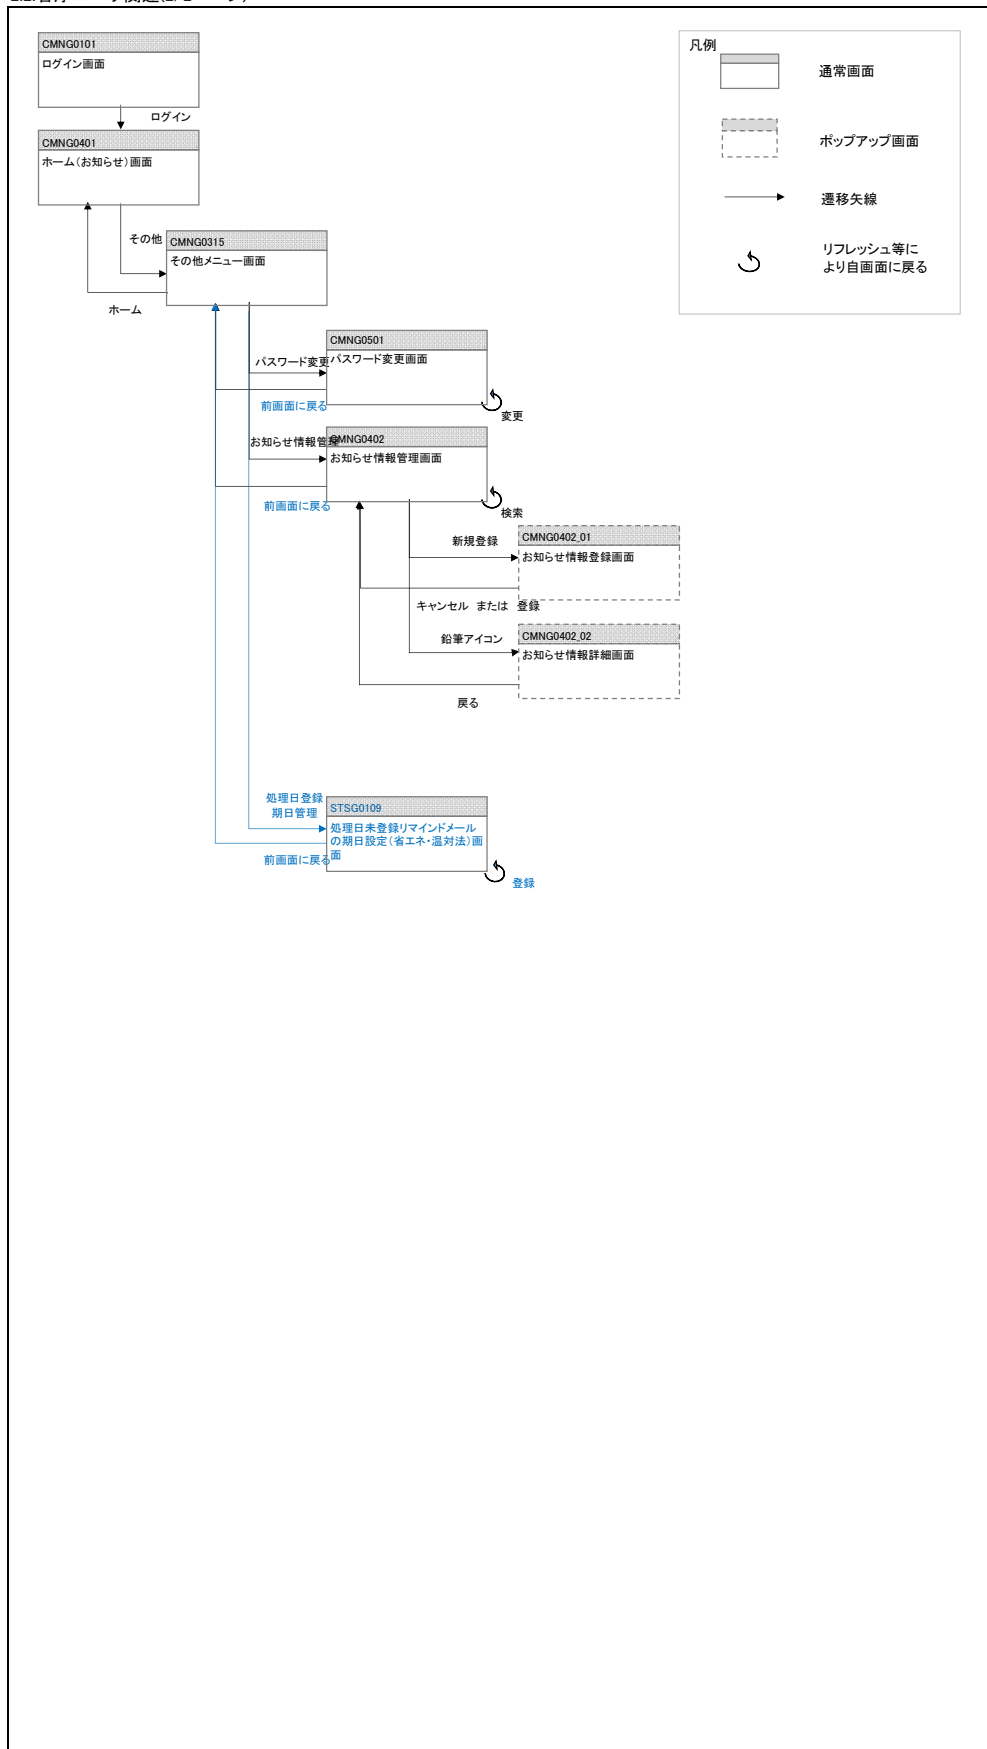 CMNG0101
ログイン画面
ログイン
CMNG0401
ホーム（お知らせ）画面
その他
CMNG0315
その他メニュー画面
ホーム
CMNG0501
パスワード変更画面
パスワード変更
前画面に戻る
変更
CMNG0402
お知らせ情報管理
お知らせ情報管理画面
前画面に戻る
検索
新規登録
CMNG0402_01
お知らせ情報登録画面
キャンセル または 登録
鉛筆アイコン
CMNG0402_02
お知らせ情報詳細画面
戻る
処理日登録
期日管理
STSG0109
処理日未登録リマインドメール
の期日設定（省エネ・温対法）画
面
前画面に戻る
登録
凡例
通常画面
ポップアップ画面
遷移矢線
リフレッシュ等に
より自画面に戻る